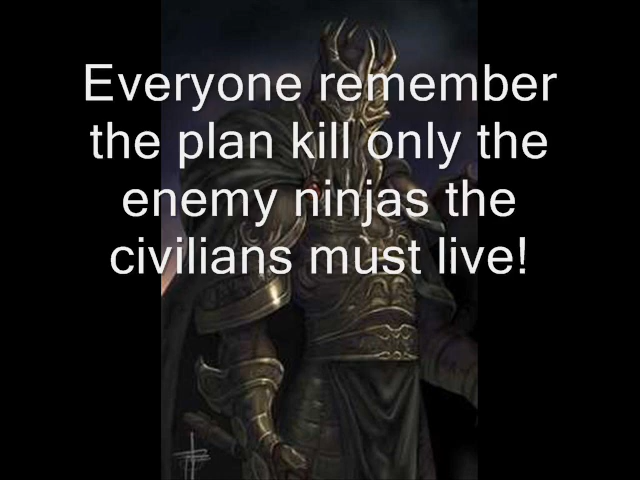 Everyone remember
the plan kill only the
enemy ninjas the
civilians must live!